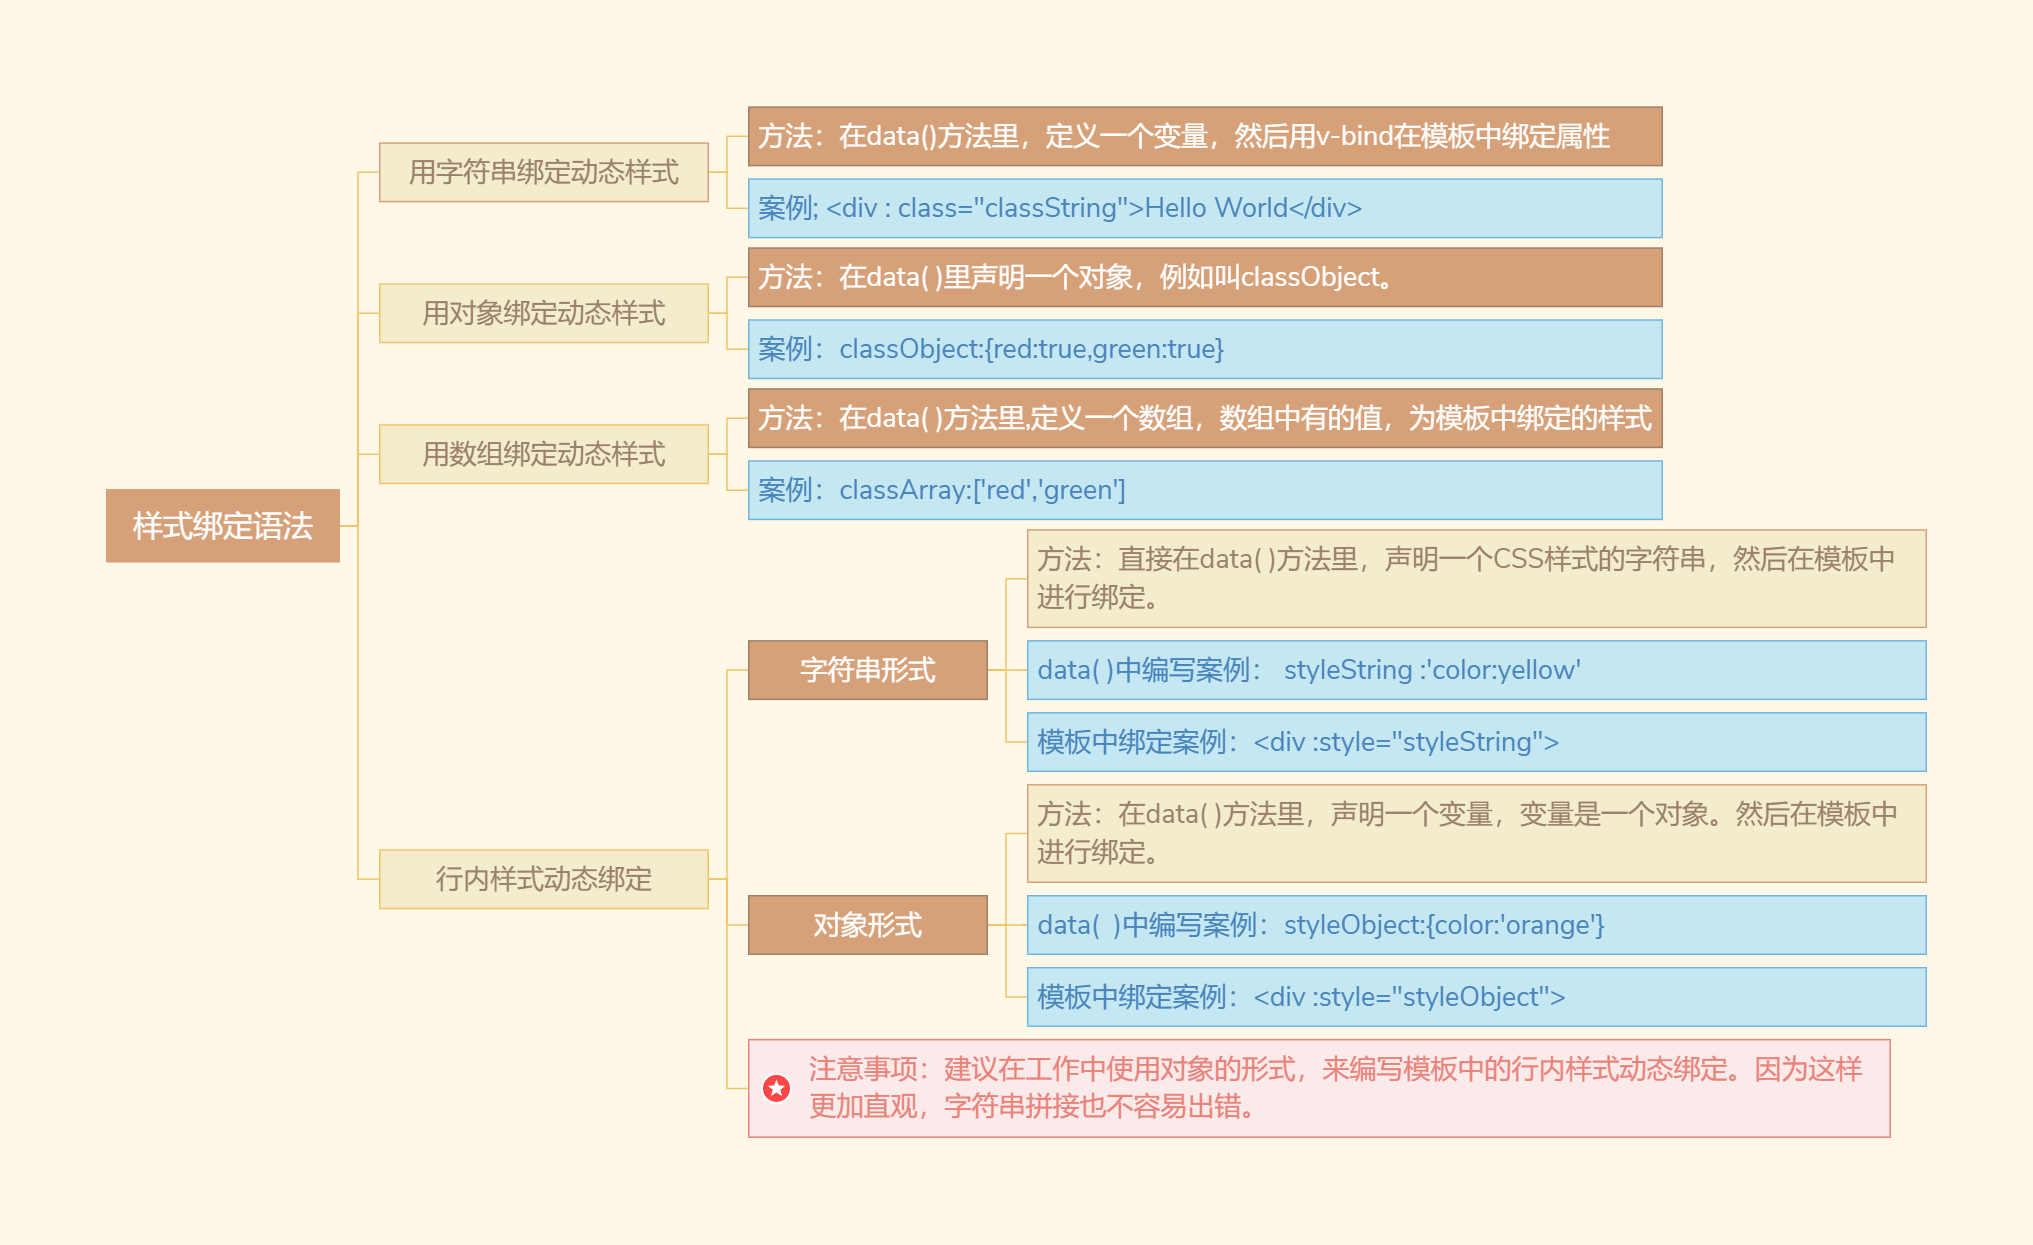 样式绑定语法
用字符串绑定动态样式
方法：在data()方法里，定义一个变量，然后用v-bind在模板中绑定属性
案例; <div : class="classString">Hello World</div>
用对象绑定动态样式
方法：在data( )里声明一个对象，例如叫classObject。
案例：classObject:{red:true,green:true}
用数组绑定动态样式
方法：在data( )方法里,定义一个数组，数组中有的值，为模板中绑定的样式
案例：classArray:['red','green']
行内样式动态绑定
字符串形式
方法：直接在data( )方法里，声明一个CSS样式的字符串，然后在模板中
进行绑定。
data( )中编写案例： styleString :'color:yellow'
模板中绑定案例：<div :style="styleString">
对象形式
方法：在data( )方法里，声明一个变量，变量是一个对象。然后在模板中
进行绑定。
data(  )中编写案例：styleObject:{color:'orange'}
模板中绑定案例：<div :style="styleObject">
注意事项：建议在工作中使用对象的形式，来编写模板中的行内样式动态绑定。因为这样
更加直观，字符串拼接也不容易出错。